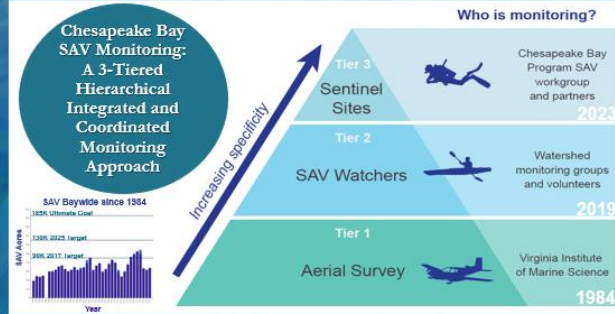 Chesapeake Bay
SAV Monitoring:
A 3-Tiered
Hierarchical
Integrated and
Coordinated
Monitoring
Approach
SAV Baywide since 1984
185K Ultimate Goal
130K 2025 Target
90K 2017 Target
SAV Acres
Year
Increasing specificity
Who is monitoring?
Tier 3
Sentinel
Sites
Chesapeake Bay
Program SAV
workgroup
and partners
2023
Tier 2
SAV Watchers
Watershed
monitoring groups
and volunteers
2019
Tier 1
Aerial Survey
Virginia Institute
of Marine Science
1984